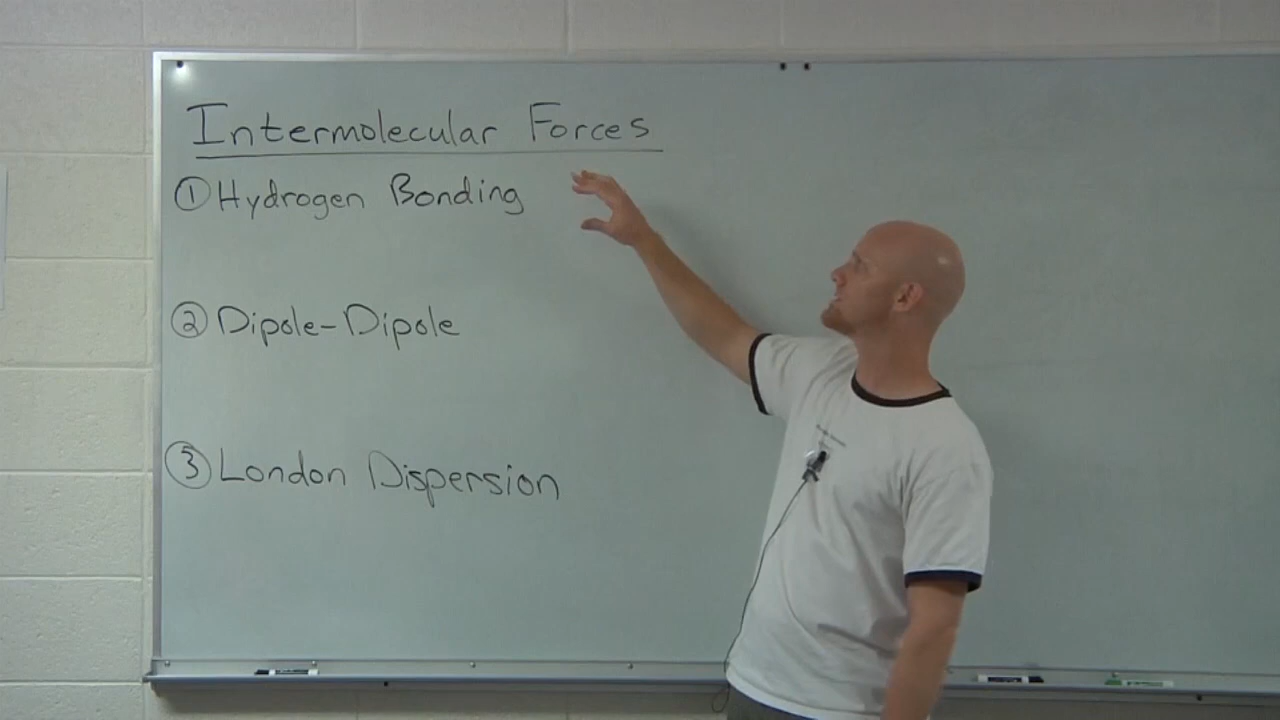 Intermolecular Forces
① Hydrogen Bonding
② Dipole-Dipole
③ London Dispersion